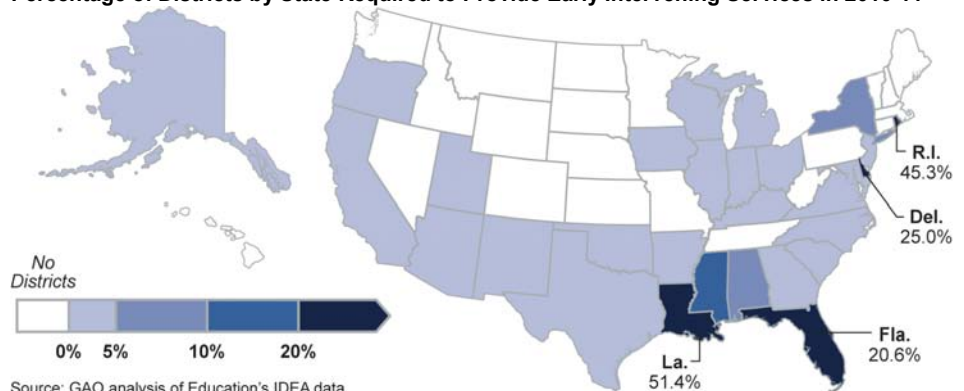 Percentage of Districts by State Required to Provide Early Intervening Services in 2010-11
R.I.
45.3%
Del.
25.0%
No
Districts
0% 5% 10% 20%
Fla.
20.6%
La.
51.4%
Source: GAO analysis of Education's IDEA data